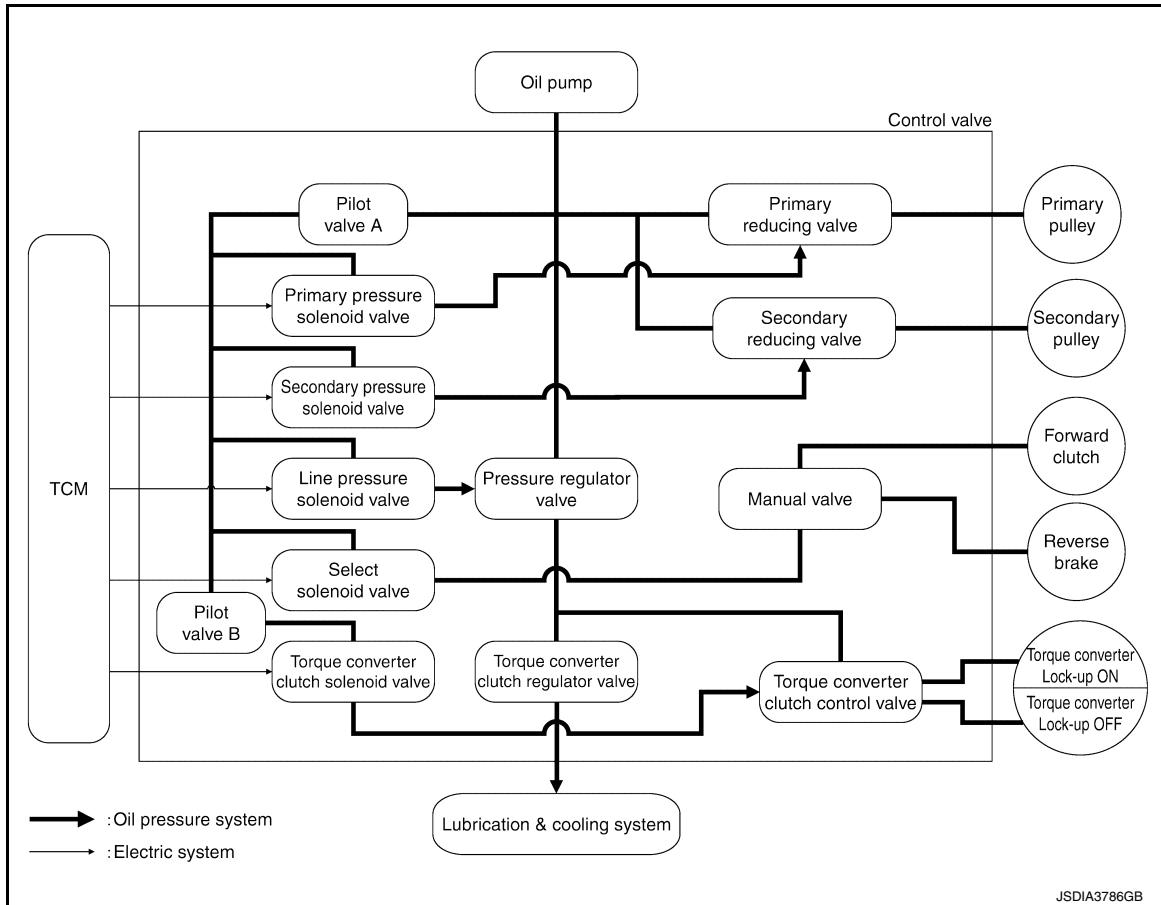 Oil pump
Control valve
Pilot
valve A
Primary
reducing valve
Primary
pulley
Primary pressure
solenoid valve
Secondary
reducing valve
Secondary
pulley
Secondary pressure
solenoid valve
Forward
clutch
TCM
Line pressure
solenoid valve
Pressure regulator
valve
Manual valve
Reverse
brake
Select
solenoid valve
Pilot
valve B
Torque converter
clutch solenoid valve
Torque converter
clutch regulator valve
Torque converter
clutch control valve
Torque converter
Lock-up ON
Torque converter
Lock-up OFF
Lubrication & cooling system
:Oil pressure system
:Electric system
JSDIA3786GB